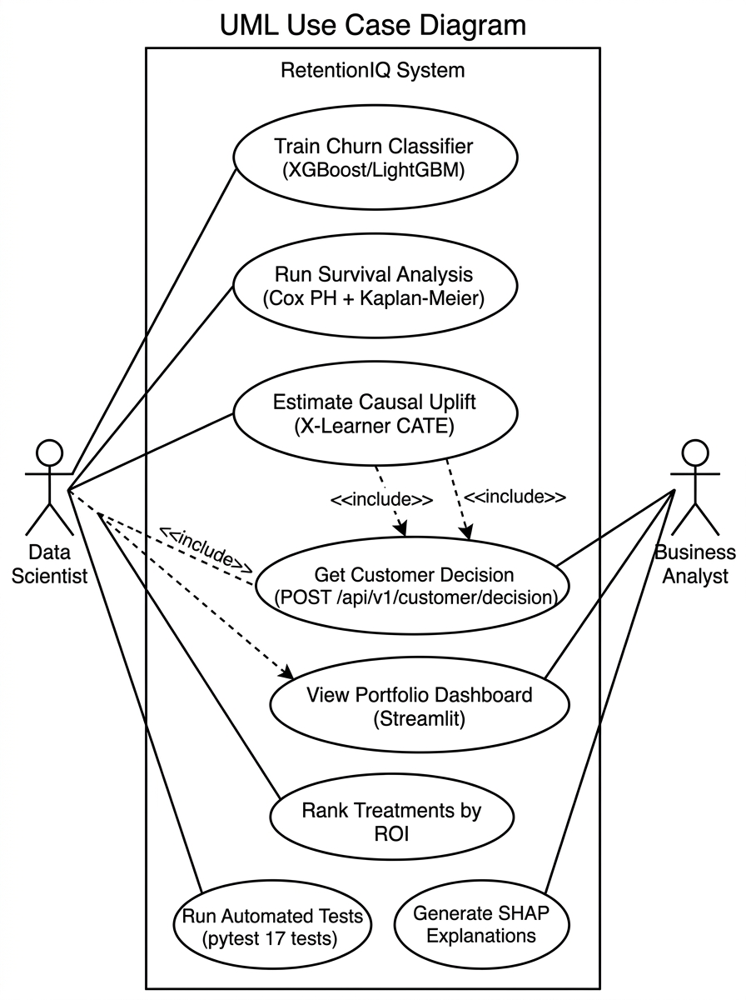 UML Use Case Diagram
RetentionIQ System
Train Churn Classifier
(XGBoost/LightGBM)
Run Survival Analysis
(Cox PH + Kaplan-Meier)
Estimate Causal Uplift
(X-Learner CATE)
<<include>>
<<include>>
<<include>>
Data
Scientist
Business
Analyst
Get Customer Decision
(POST /api/v1/customer/decision)
View Portfolio Dashboard
(Streamlit)
Rank Treatments by
ROI
Run Automated Tests
(pytest 17 tests)
Generate SHAP
Explanations